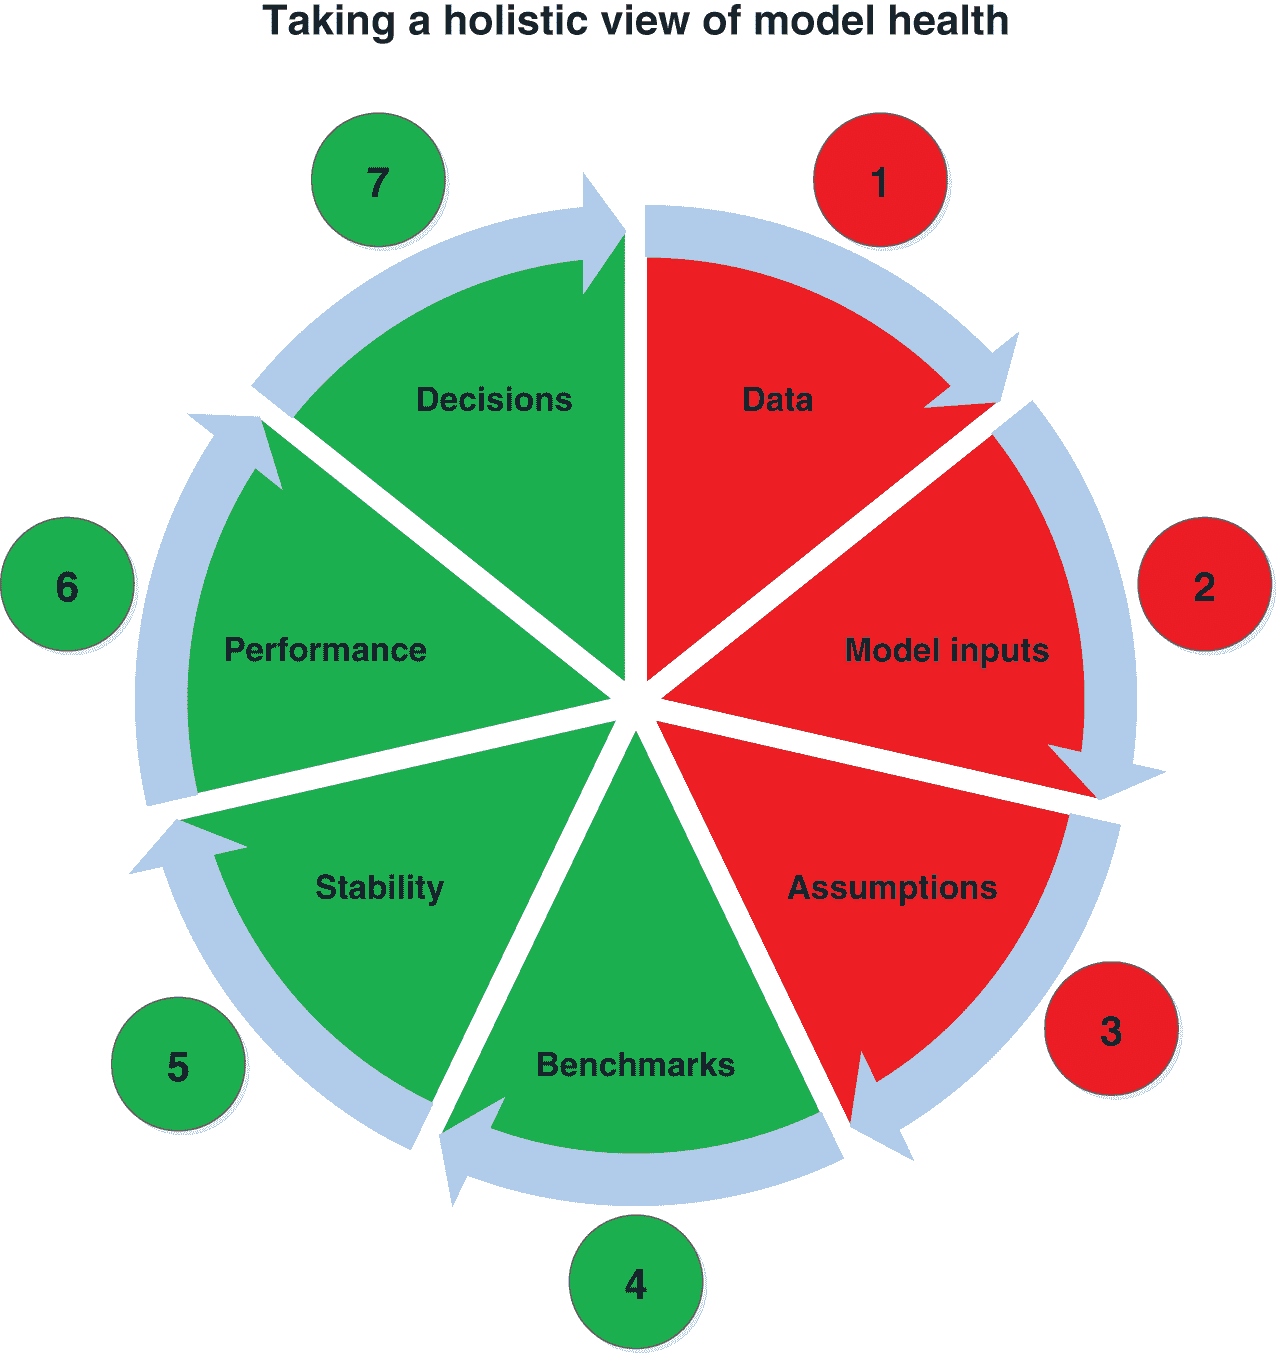 Taking a holistic view of model health
7
1
Decisions
Data
6
2
Performance
Model inputs
Stability
Assumptions
3
5
Benchmarks
4